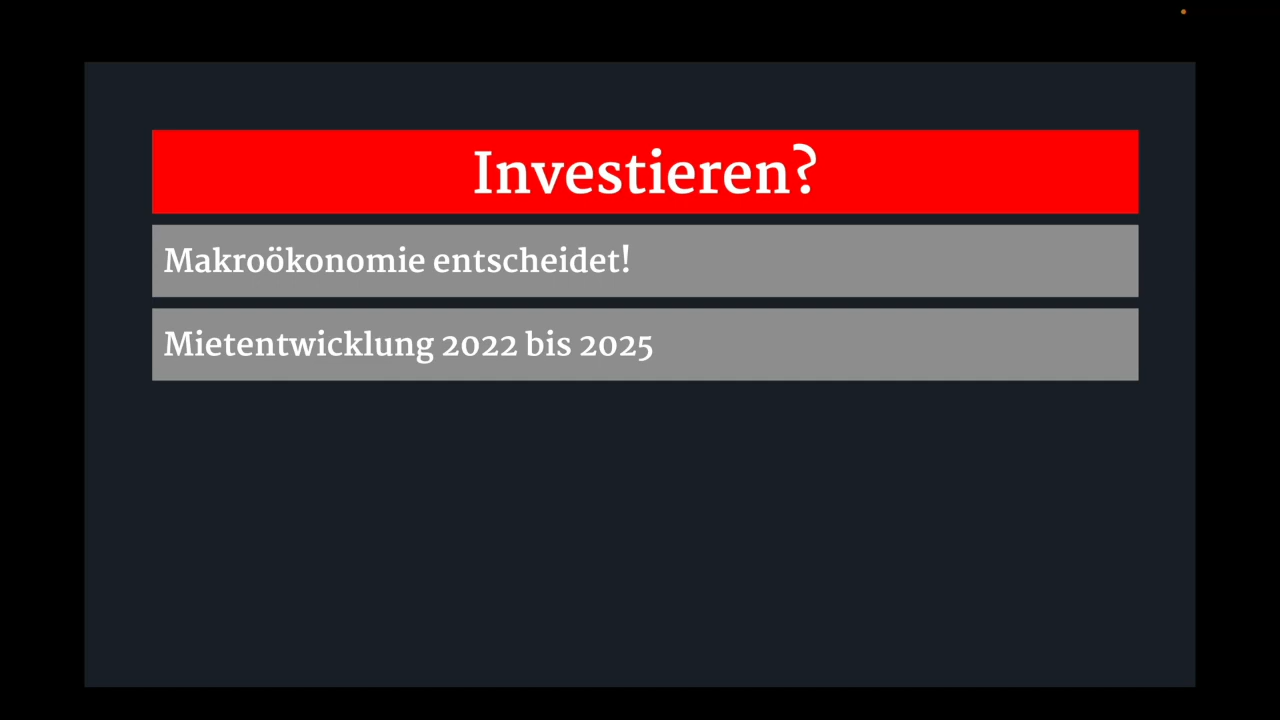 Investieren?
Makroökonomie entscheidet!
Mietentwicklung 2022 bis 2025